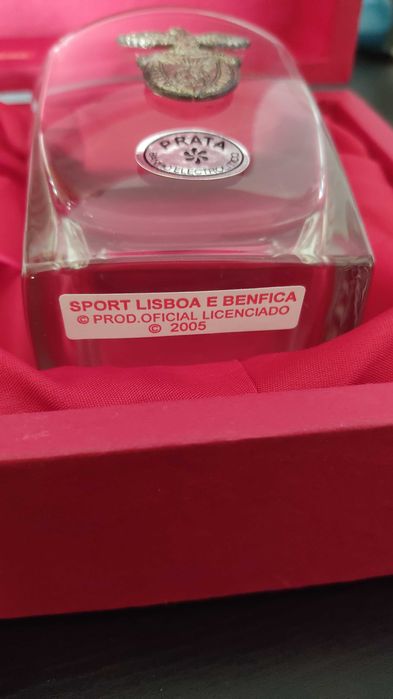 PRATA
SPORT LISBOA E BENFICA
© PROD.OFICIAL LICENCIADO
© 2005